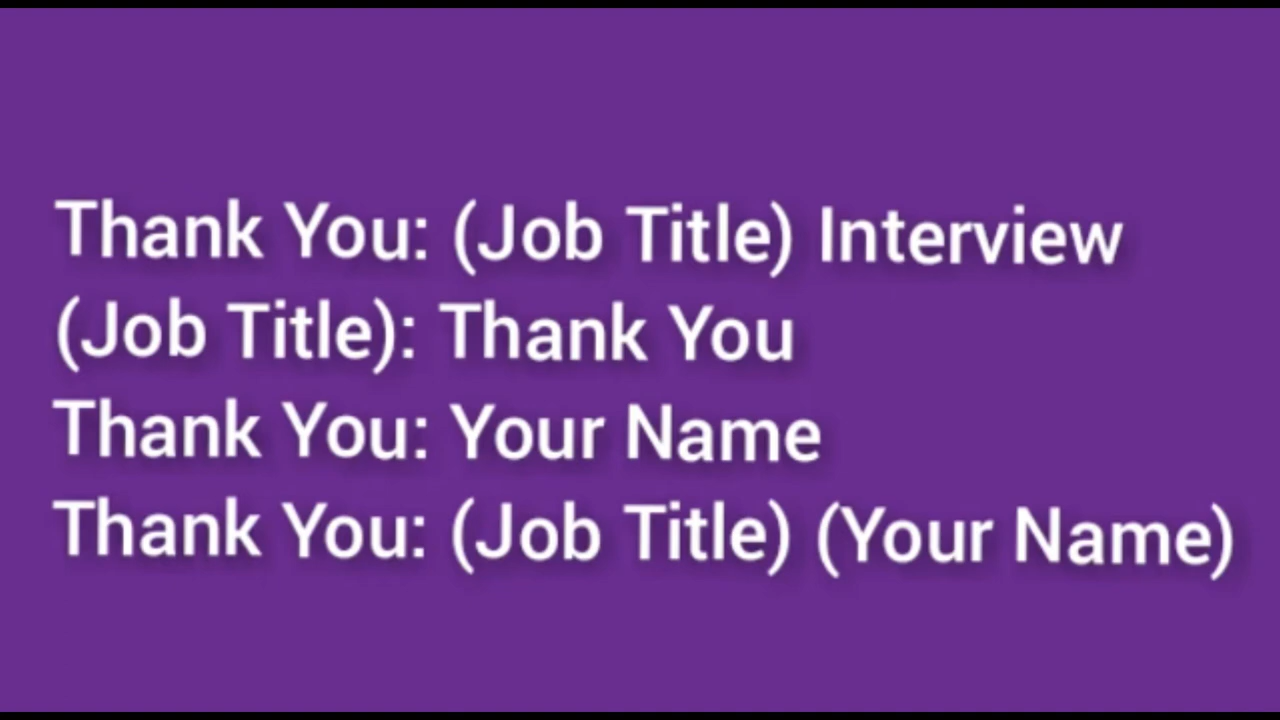 Thank You: (Job Title) Interview
(Job Title): Thank You
Thank You: Your Name
Thank You: (Job Title) (Your Name)